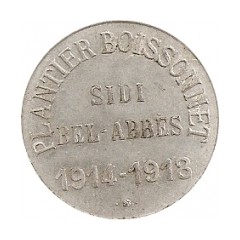 PLANTIER BOISSONNET
SIDI
BEL-ABBES
1914-1918